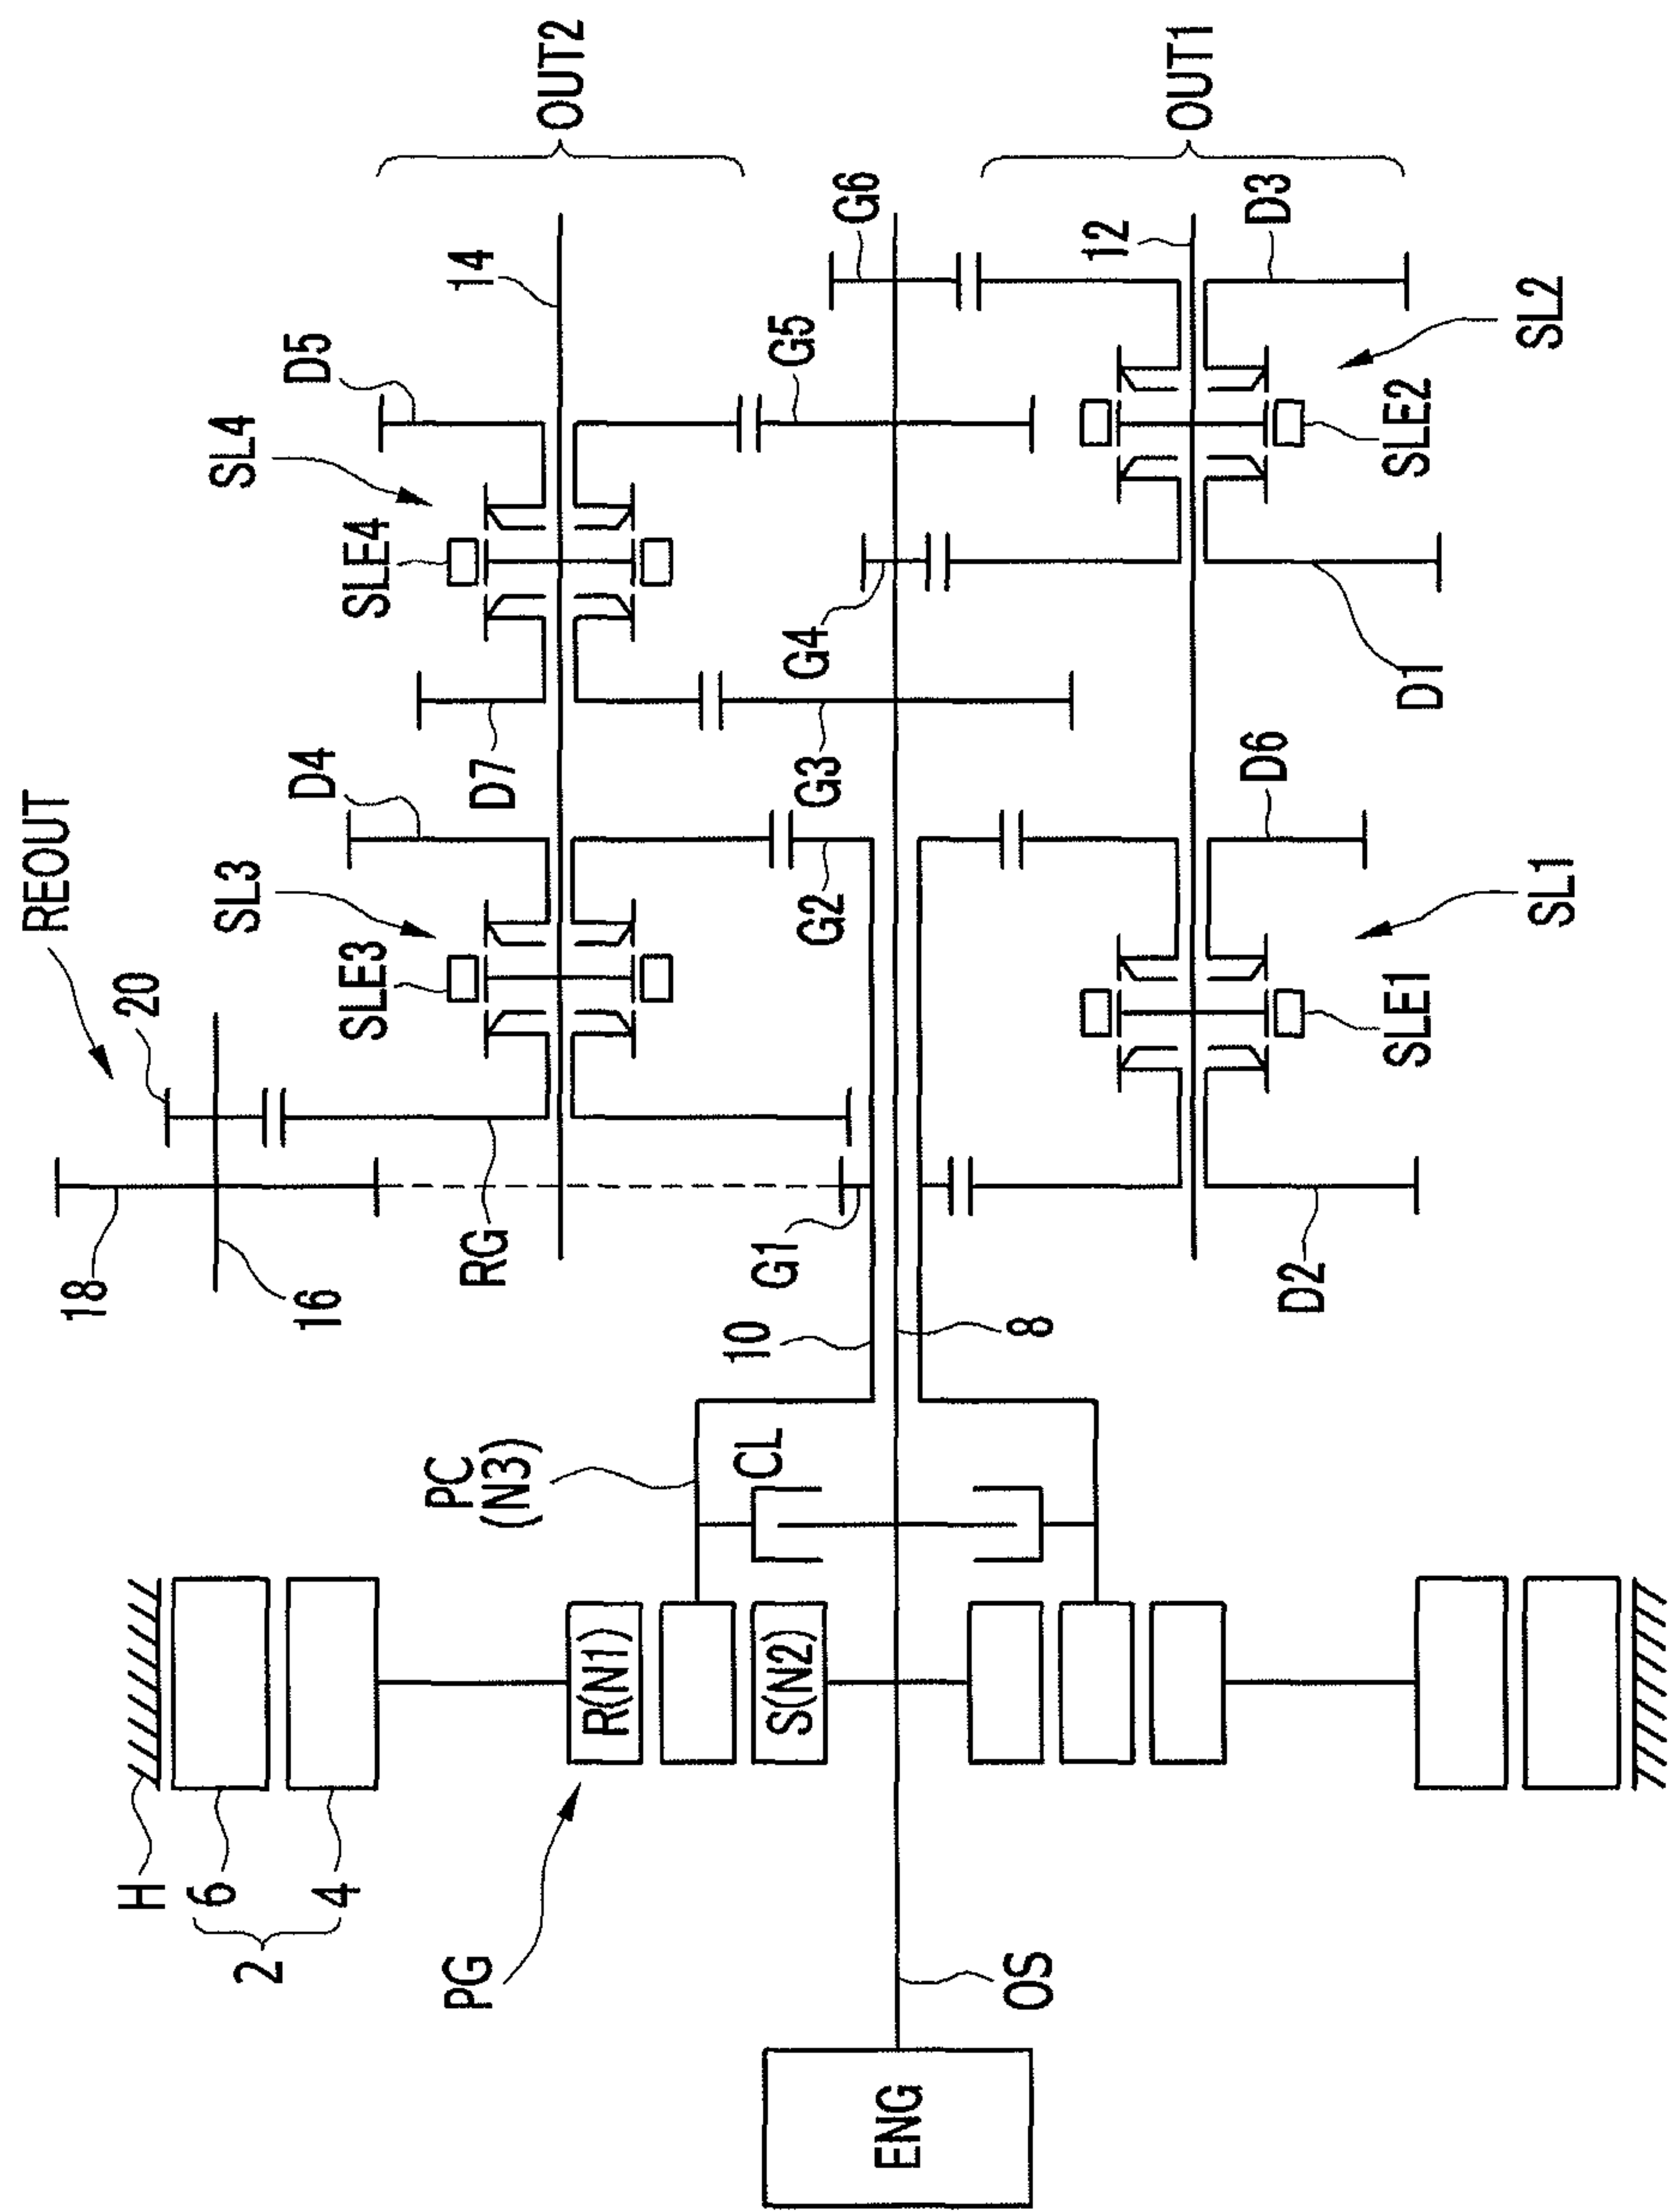 OUT2
OUT1
14
G6
12
D3
D5
G5
SL2
SL4
SLE2
SLE4
G4
D1
D7
G3
D4
D6
REOUT
SL3
G2
SL1
20
SLE3
SLE1
RG
G1
D2
18
16
10
8
PC
(N3)
CL
R(N1)
S(N2)
H
6
4
2
PG
OS
ENG